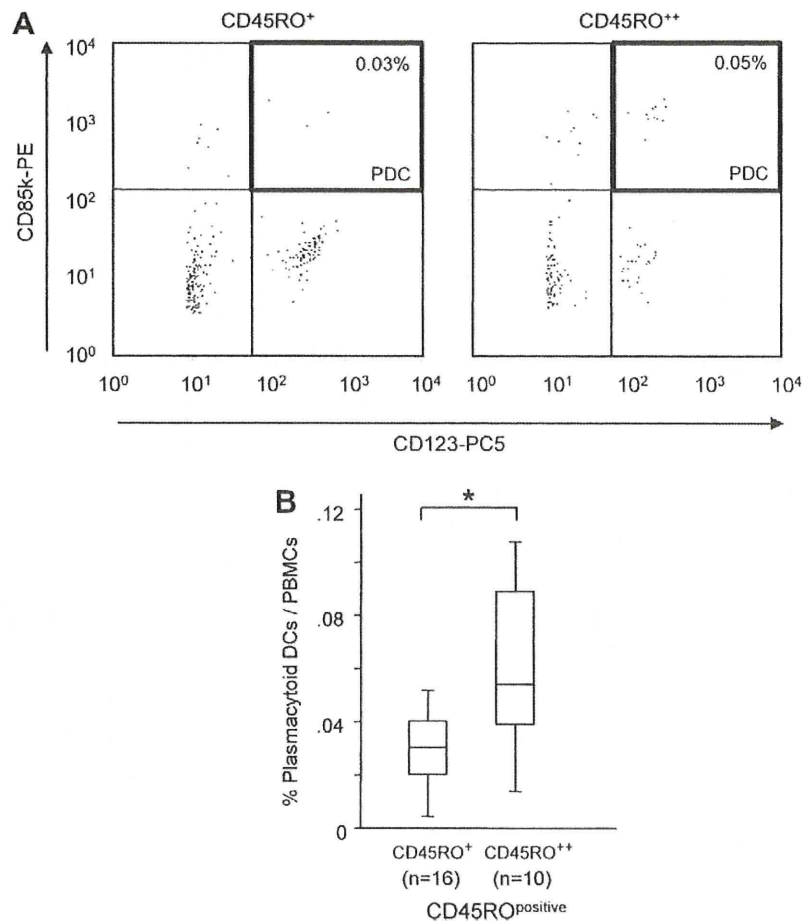 A
CD45RO⁺
CD45RO⁺⁺
CD85k-PE
10⁴
10³
10²
10¹
10⁰
0.03%
PDC
0.05%
PDC
10⁰ 10¹ 10² 10³ 10⁴
10⁰ 10¹ 10² 10³ 10⁴
CD123-PC5
B
% Plasmacytoid DCs / PBMCs
.12
.08
.04
0
*
CD45RO⁺ CD45RO⁺⁺
(n=16) (n=10)
CD45ROᵖᵒˢⁱᵗⁱᵛᵉ